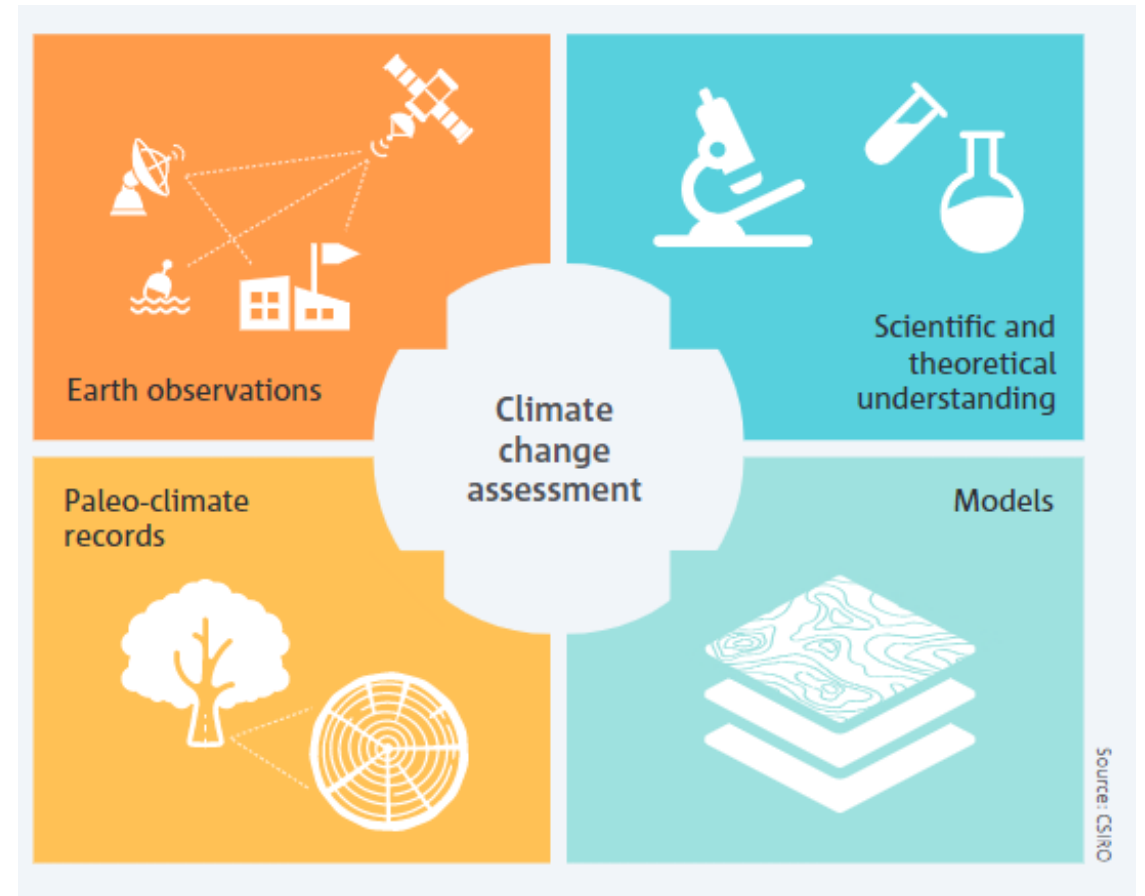 Earth observations
Scientific and
theoretical
understanding
Climate
change
assessment
Paleo-climate
records
Models
Source: CSIRO